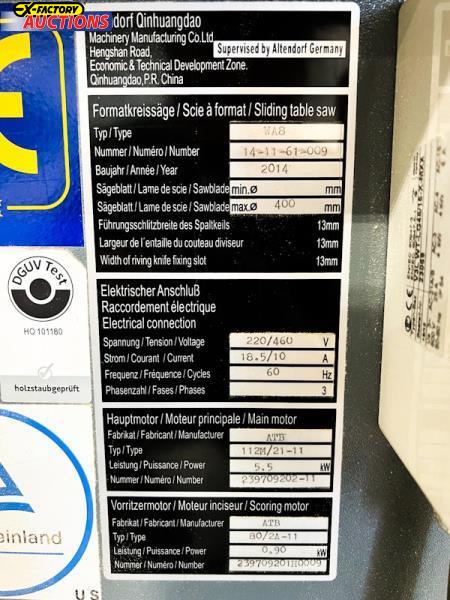 EX-FACTORY
AUCTIONS
dorf Qinhuangdao
Machinery Manufacturing Co.Ltd
Hengshan Road,
Supervised by Altendorf Germany
Economic & Technological Development Zone.
Qinhuangdao,P.R. China
Formatkreissäge / Scie à format / Sliding table saw
Typ / Type WA8
Nummer / Numéro / Number 14-11-61-009
Baujahr / Année / Year 2014
Sägeblatt / Lame de scie / Sawblade min.ø mm
Sägeblatt / Lame de scie / Sawblade max.ø 400 mm
Führungsschlitzbreite des Spaltkeils 13mm
Largeur de l'entaille du couteau diviseur 13mm
Width of riving knife fixing slot 13mm
Elektrischer Anschluß
Raccordement électrique
Electrical connection
Spannung / Tension / Voltage 220/460 V
Strom / Courant / Current 18.5/10 A
Frequenz / Fréquence / Cycles 60 Hz
Phasenzahl / Fases / Phases 3
Hauptmotor / Moteur principale / Main motor
Fabrikat / Fabricant / Manufacturer ATB
Typ / Type 112M/21-11
Leistung / Puissance / Power 5.5 kW
Nummer / Numéro / Number 239709202-11
Vorritzermotor / Moteur inciseur / Scoring motor
Fabrikat / Fabricant / Manufacturer ATB
Typ / Type 80/2A-11
Leistung / Puissance / Power 0.90 kW
Nummer / Numéro / Number 239709201H0009
DGUV Test
HO 101180
holzstaubgeprüft
einland
U S